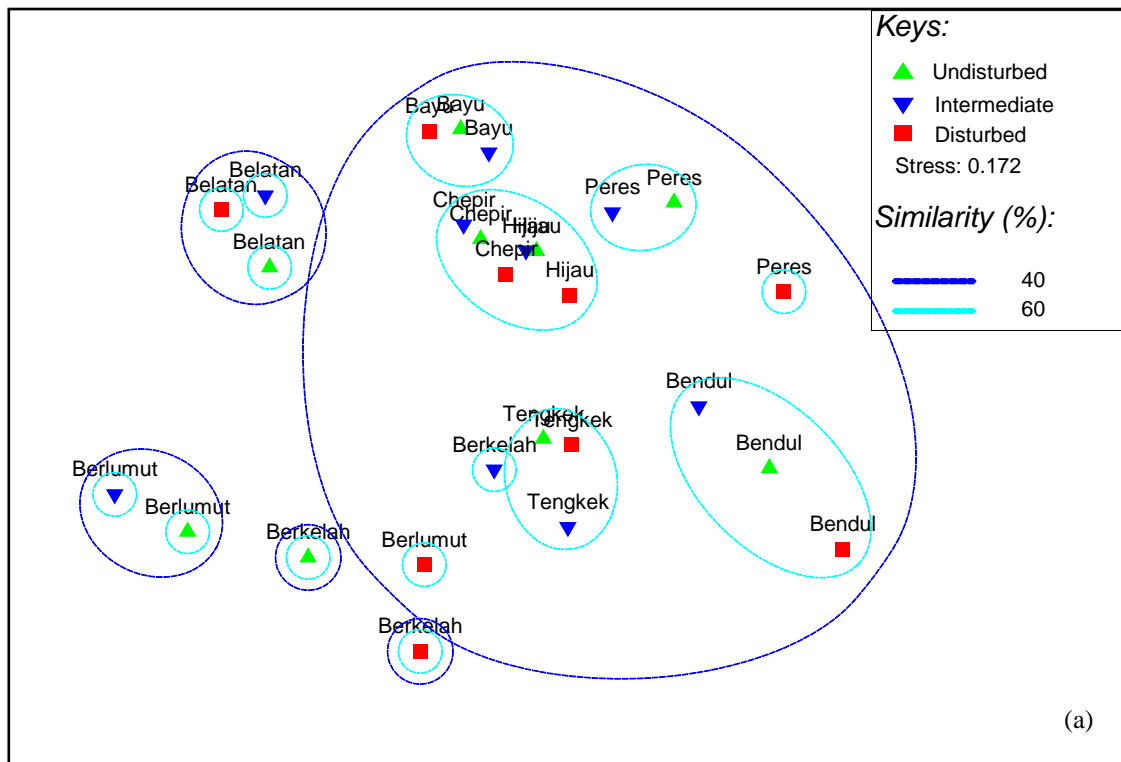 Keys:
Undisturbed
Intermediate
Disturbed
Stress: 0.172
Similarity (%):
40
60
Bayu
Bayu
Bayu
Belatan
Belatan
Belatan
Peres
Peres
Chepir
Chepir
Hijau
Hijau
Chepir
Hijau
Peres
Bendul
Tengkek
Tengkek
Berkelah
Bendul
Berlumut
Tengkek
Berlumut
Bendul
Berkelah
Berlumut
Berkelah
(a)